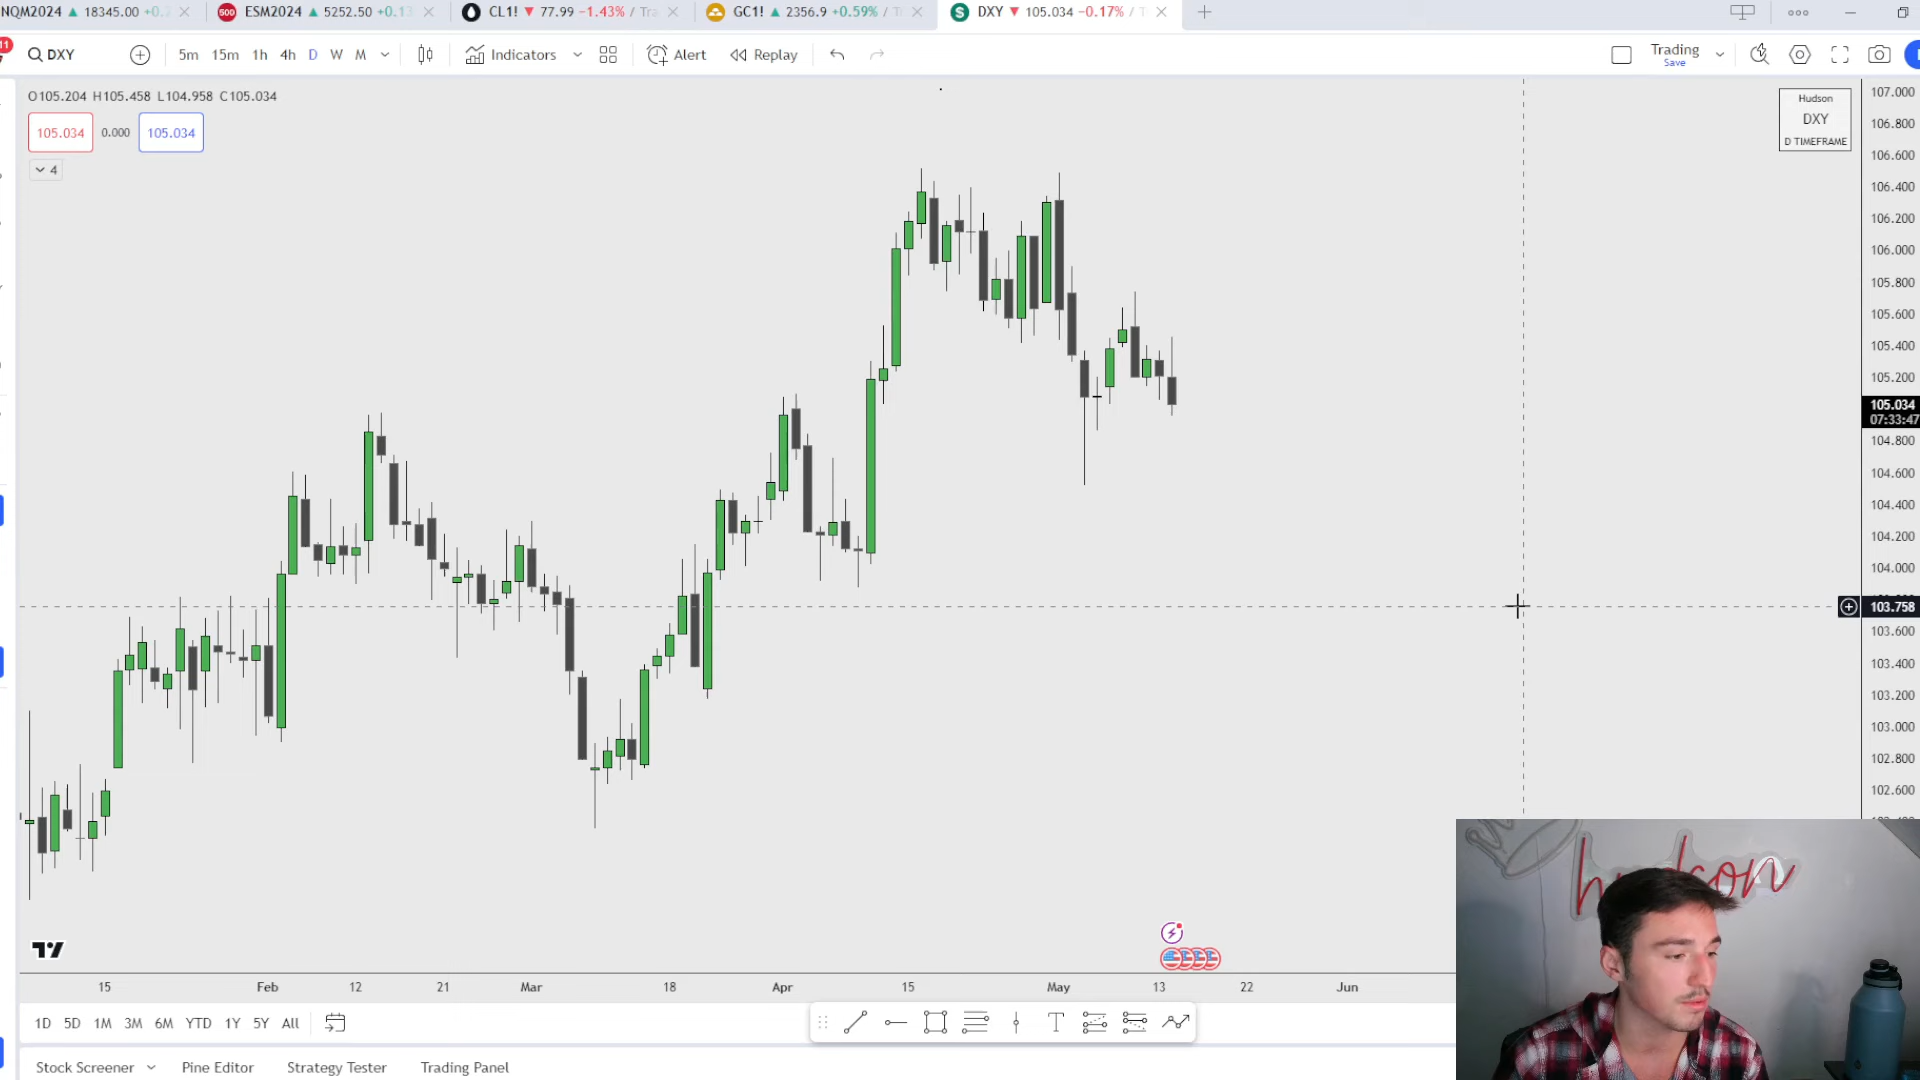 NQM2024 18345.00
ESM2024 5252.50 +0.13
CL1! 77.99 −1.43% / Tra
GC1! 2356.9 +0.59% / T
DXY 105.034 −0.17% / T
11
DXY
5m 15m 1h 4h D W M
Indicators
Alert
Replay
Trading
Save
O105.204 H105.458 L104.958 C105.034
105.034 0.000 105.034
4
Hudson
DXY
D TIMEFRAME
107.000
106.800
106.600
106.400
106.200
106.000
105.800
105.600
105.400
105.200
105.034
07:33:47
104.800
104.600
104.400
104.200
104.000
103.758
103.600
103.400
103.200
103.000
102.800
102.600
hudson
15 Feb 12 21 Mar 18 Apr 15 May 13 22 Jun
1D 5D 1M 3M 6M YTD 1Y 5Y All
Stock Screener Pine Editor Strategy Tester Trading Panel